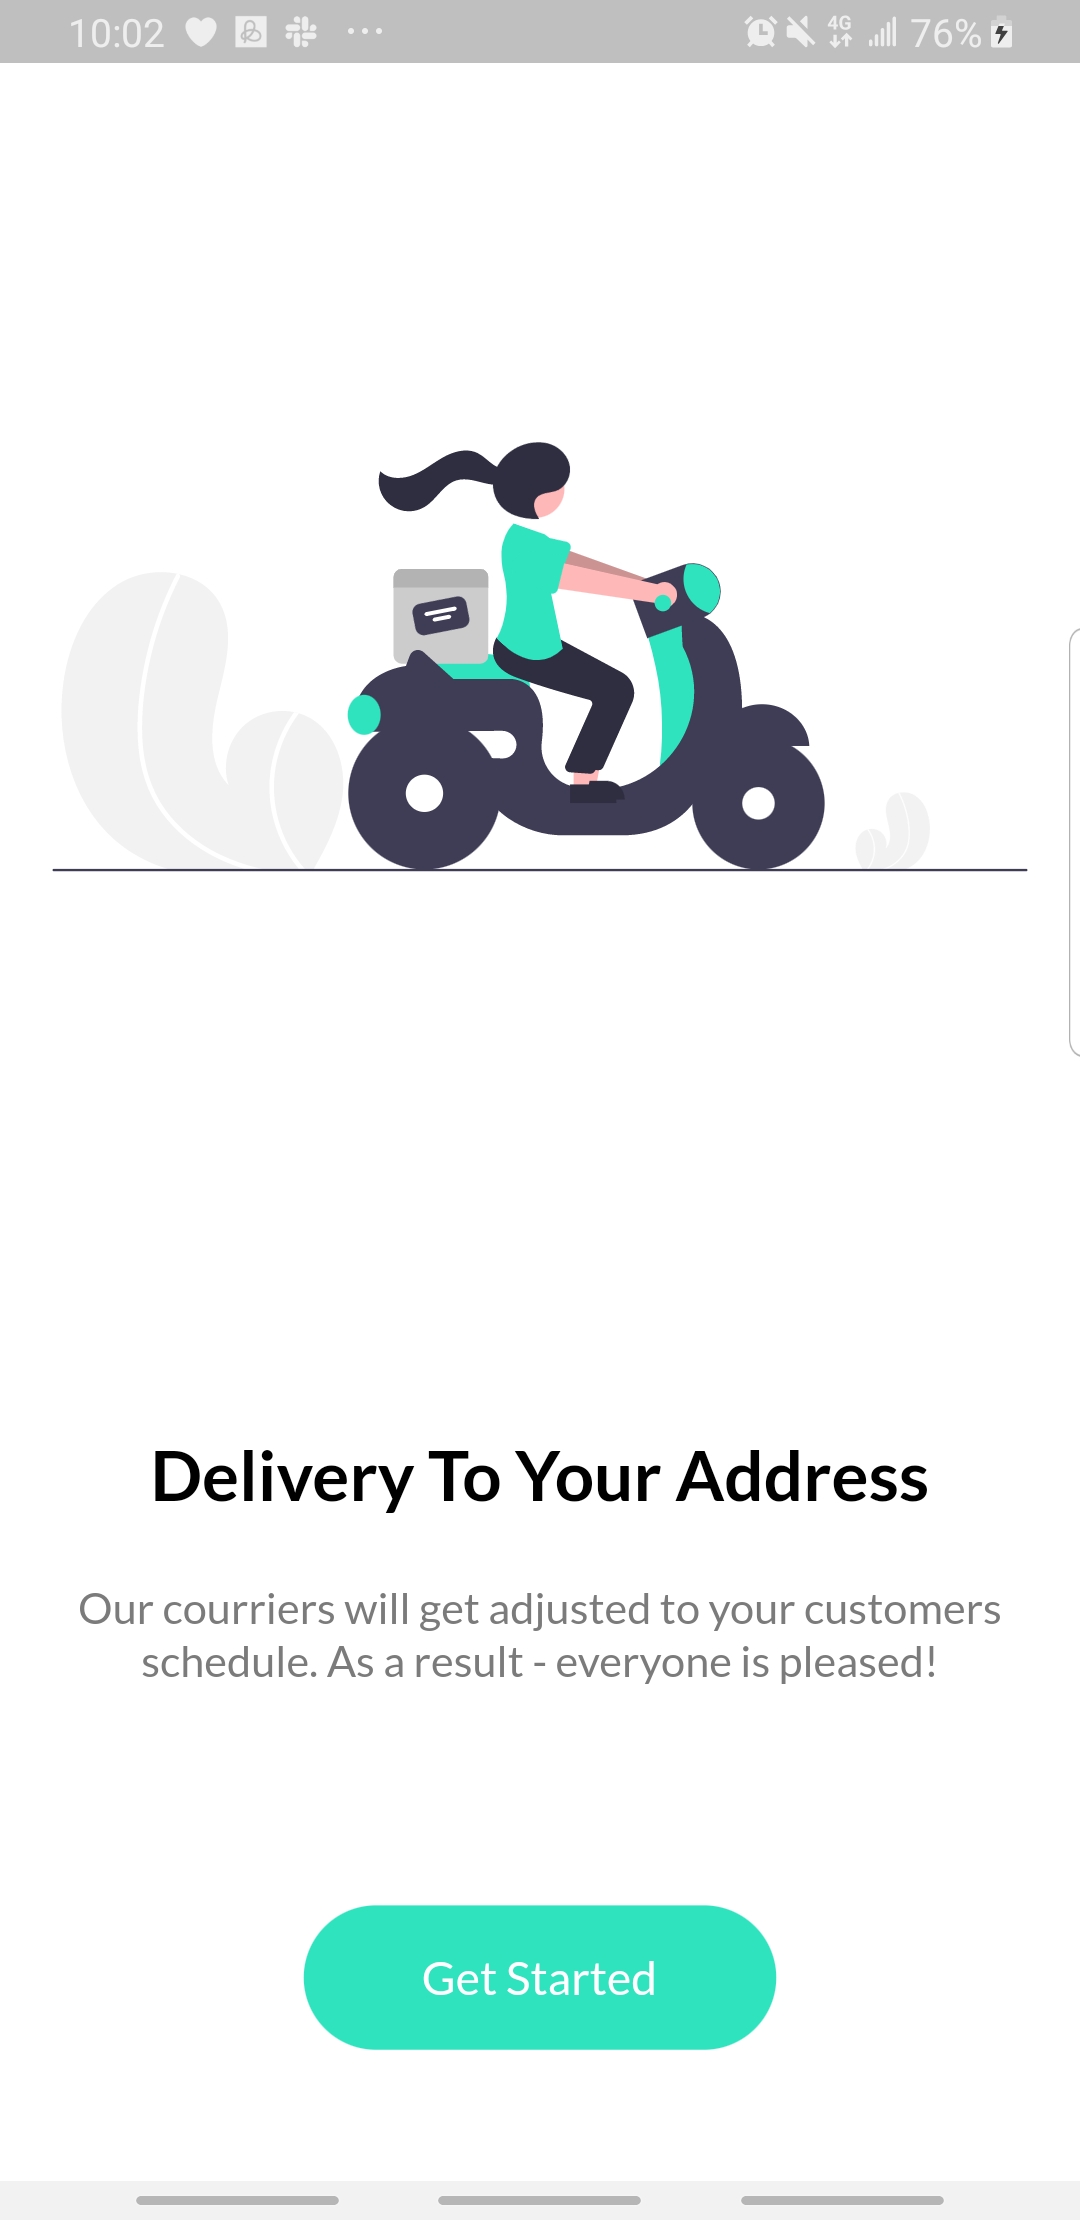 10:02 4G 76%
Delivery To Your Address
Our courriers will get adjusted to your customers
schedule. As a result - everyone is pleased!
Get Started